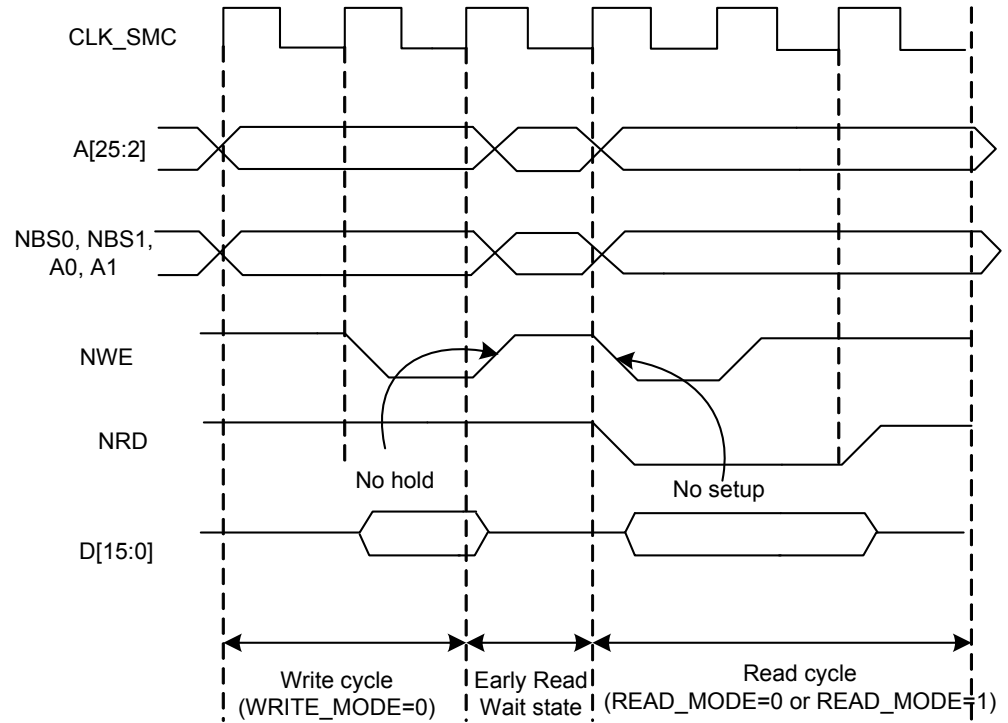 CLK_SMC
A[25:2]
NBS0, NBS1,
A0, A1
NWE
NRD
No hold
No setup
D[15:0]
Write cycle
(WRITE_MODE=0)
Early Read
Wait state
Read cycle
(READ_MODE=0 or READ_MODE=1)